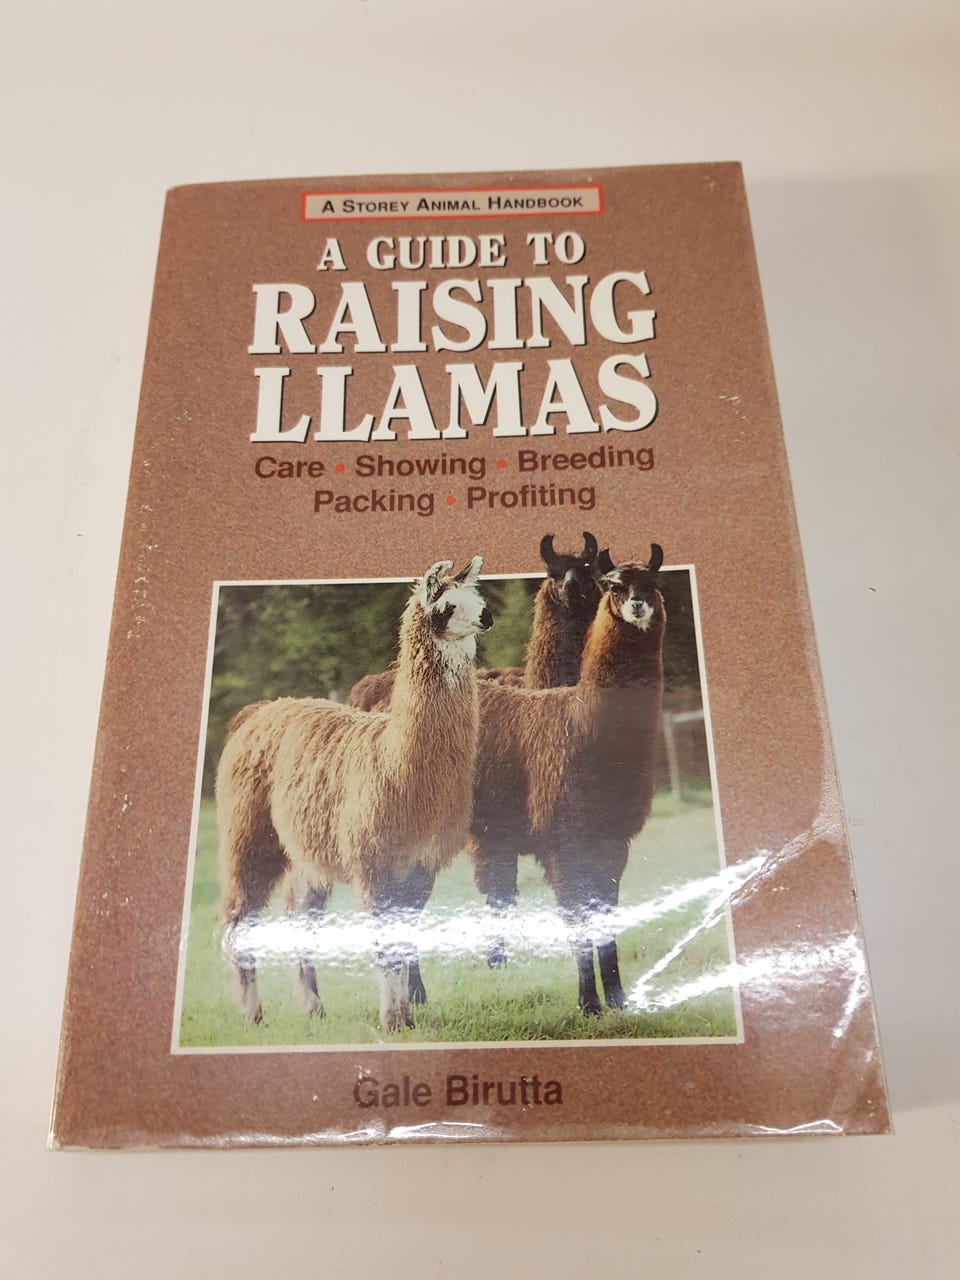 A STOREY ANIMAL HANDBOOK
A GUIDE TO
RAISING
LLAMAS
Care • Showing • Breeding
Packing • Profiting
Gale Birutta